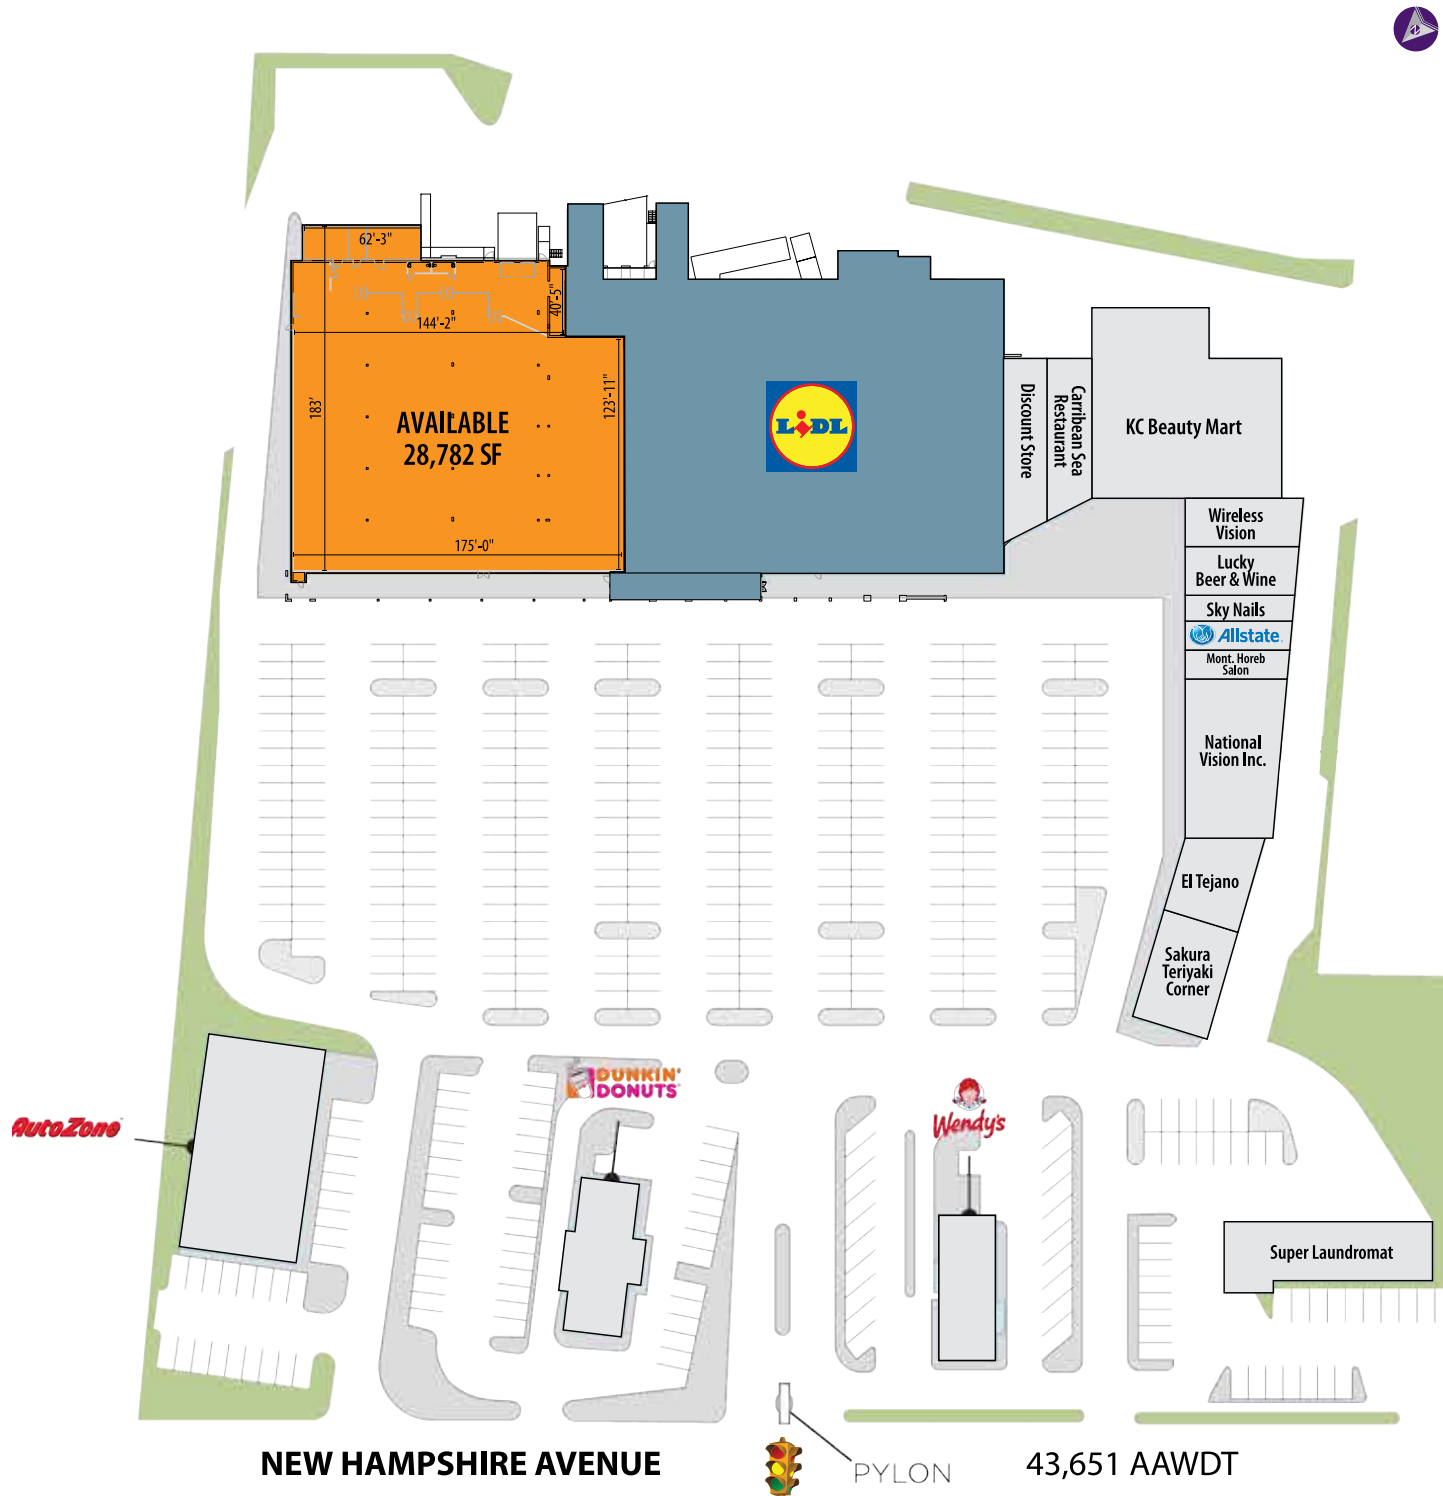 62'-3"
40'-5"
144'-2"
183'
123'-11"
AVAILABLE
28,782 SF
175'-0"
LIDL
Discount Store
Carribean Sea
Restaurant
KC Beauty Mart
Wireless
Vision
Lucky
Beer & Wine
Sky Nails
Allstate
Mont. Horeb
Salon
National
Vision Inc.
El Tejano
Sakura
Teriyaki
Corner
DUNKIN'
DONUTS
AutoZone
Wendy's
Super Laundromat
NEW HAMPSHIRE AVENUE
PYLON
43,651 AAWDT